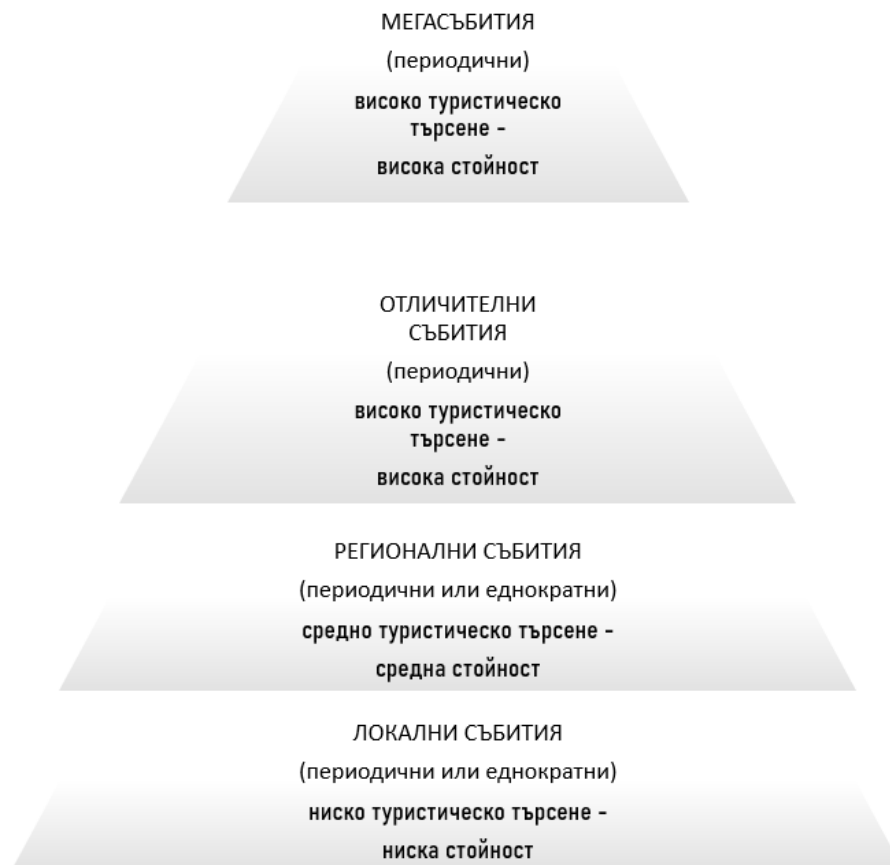 МЕГАСЪБИТИЯ
(периодични)
високо туристическо
търсене -
висока стойност
ОТЛИЧИТЕЛНИ
СЪБИТИЯ
(периодични)
високо туристическо
търсене -
висока стойност
РЕГИОНАЛНИ СЪБИТИЯ
(периодични или еднократни)
средно туристическо търсене -
средна стойност
ЛОКАЛНИ СЪБИТИЯ
(периодични или еднократни)
ниско туристическо търсене -
ниска стойност